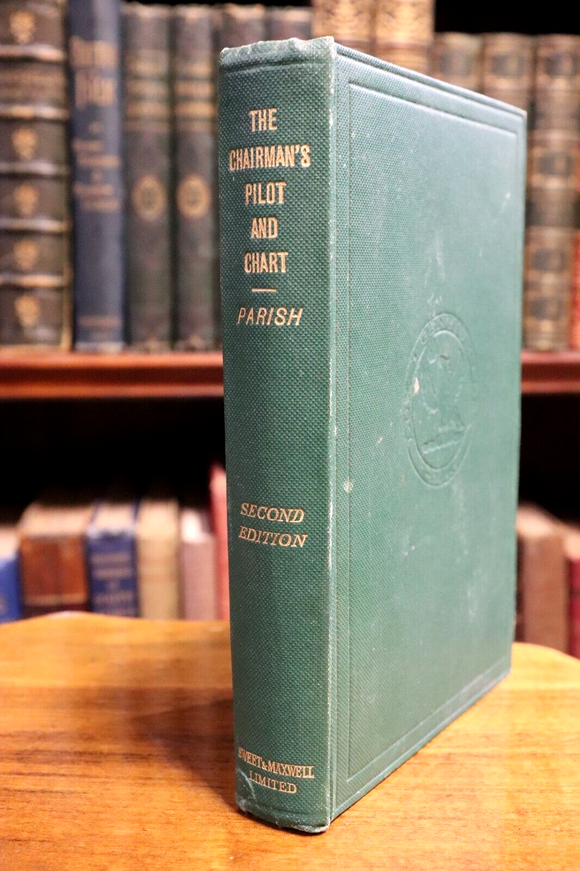 THE
CHAIRMAN'S
PILOT
AND
CHART
PARISH
SECOND
EDITION
SWEET & MAXWELL
LIMITED